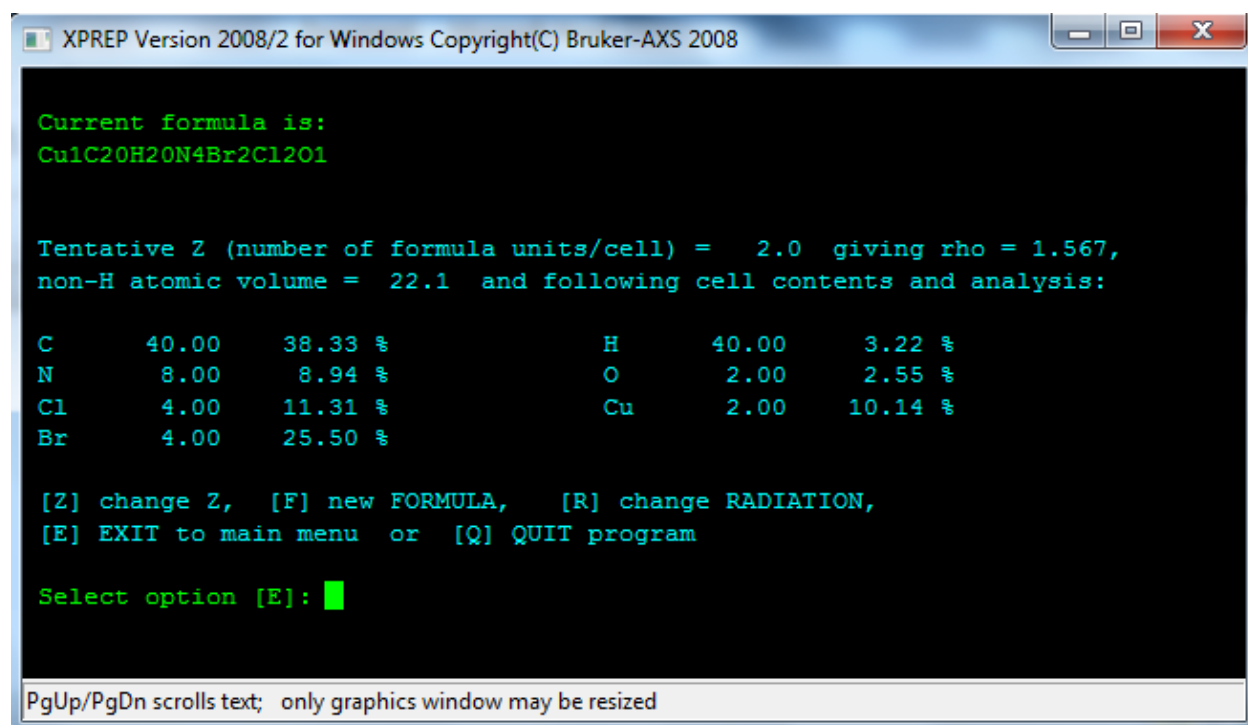 XPREP Version 2008/2 for Windows Copyright(C) Bruker-AXS 2008
Current formula is:
Cu1C20H20N4Br2Cl2O1
Tentative Z (number of formula units/cell) = 2.0 giving rho = 1.567,
non-H atomic volume = 22.1 and following cell contents and analysis:
C 40.00 38.33 % H 40.00 3.22 %
N 8.00 8.94 % O 2.00 2.55 %
Cl 4.00 11.31 % Cu 2.00 10.14 %
Br 4.00 25.50 %
[Z] change Z, [F] new FORMULA, [R] change RADIATION,
[E] EXIT to main menu or [Q] QUIT program
Select option [E]:
PgUp/PgDn scrolls text; only graphics window may be resized